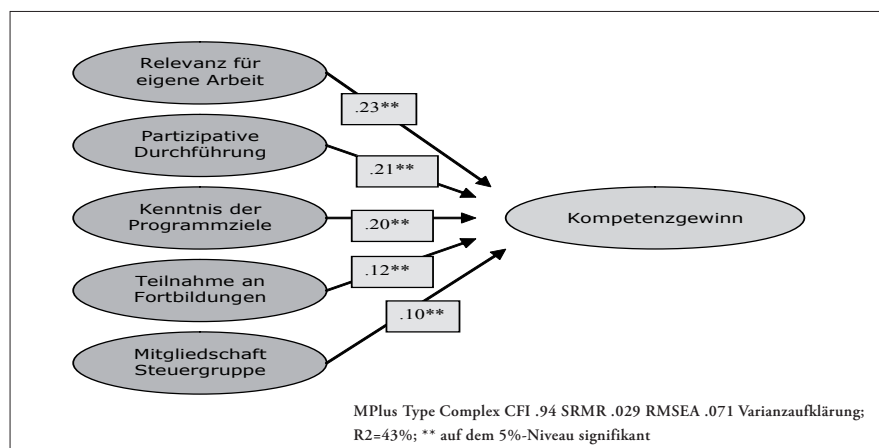 Relevanz für
eigene Arbeit
.23**
Partizipative
Durchführung
.21**
Kenntnis der
Programmziele
.20**
Kompetenzgewinn
Teilnahme an
Fortbildungen
.12**
.10**
Mitgliedschaft
Steuergruppe
MPlus Type Complex CFI .94 SRMR .029 RMSEA .071 Varianzaufklärung;
R2=43%; ** auf dem 5%-Niveau signifikant